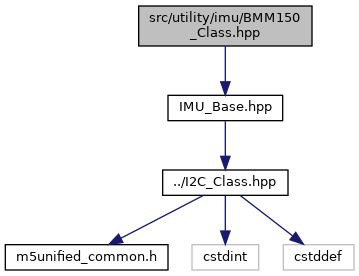 src/utility/imu/BMM150
_Class.hpp
IMU_Base.hpp
../I2C_Class.hpp
m5unified_common.h
cstdint
cstddef